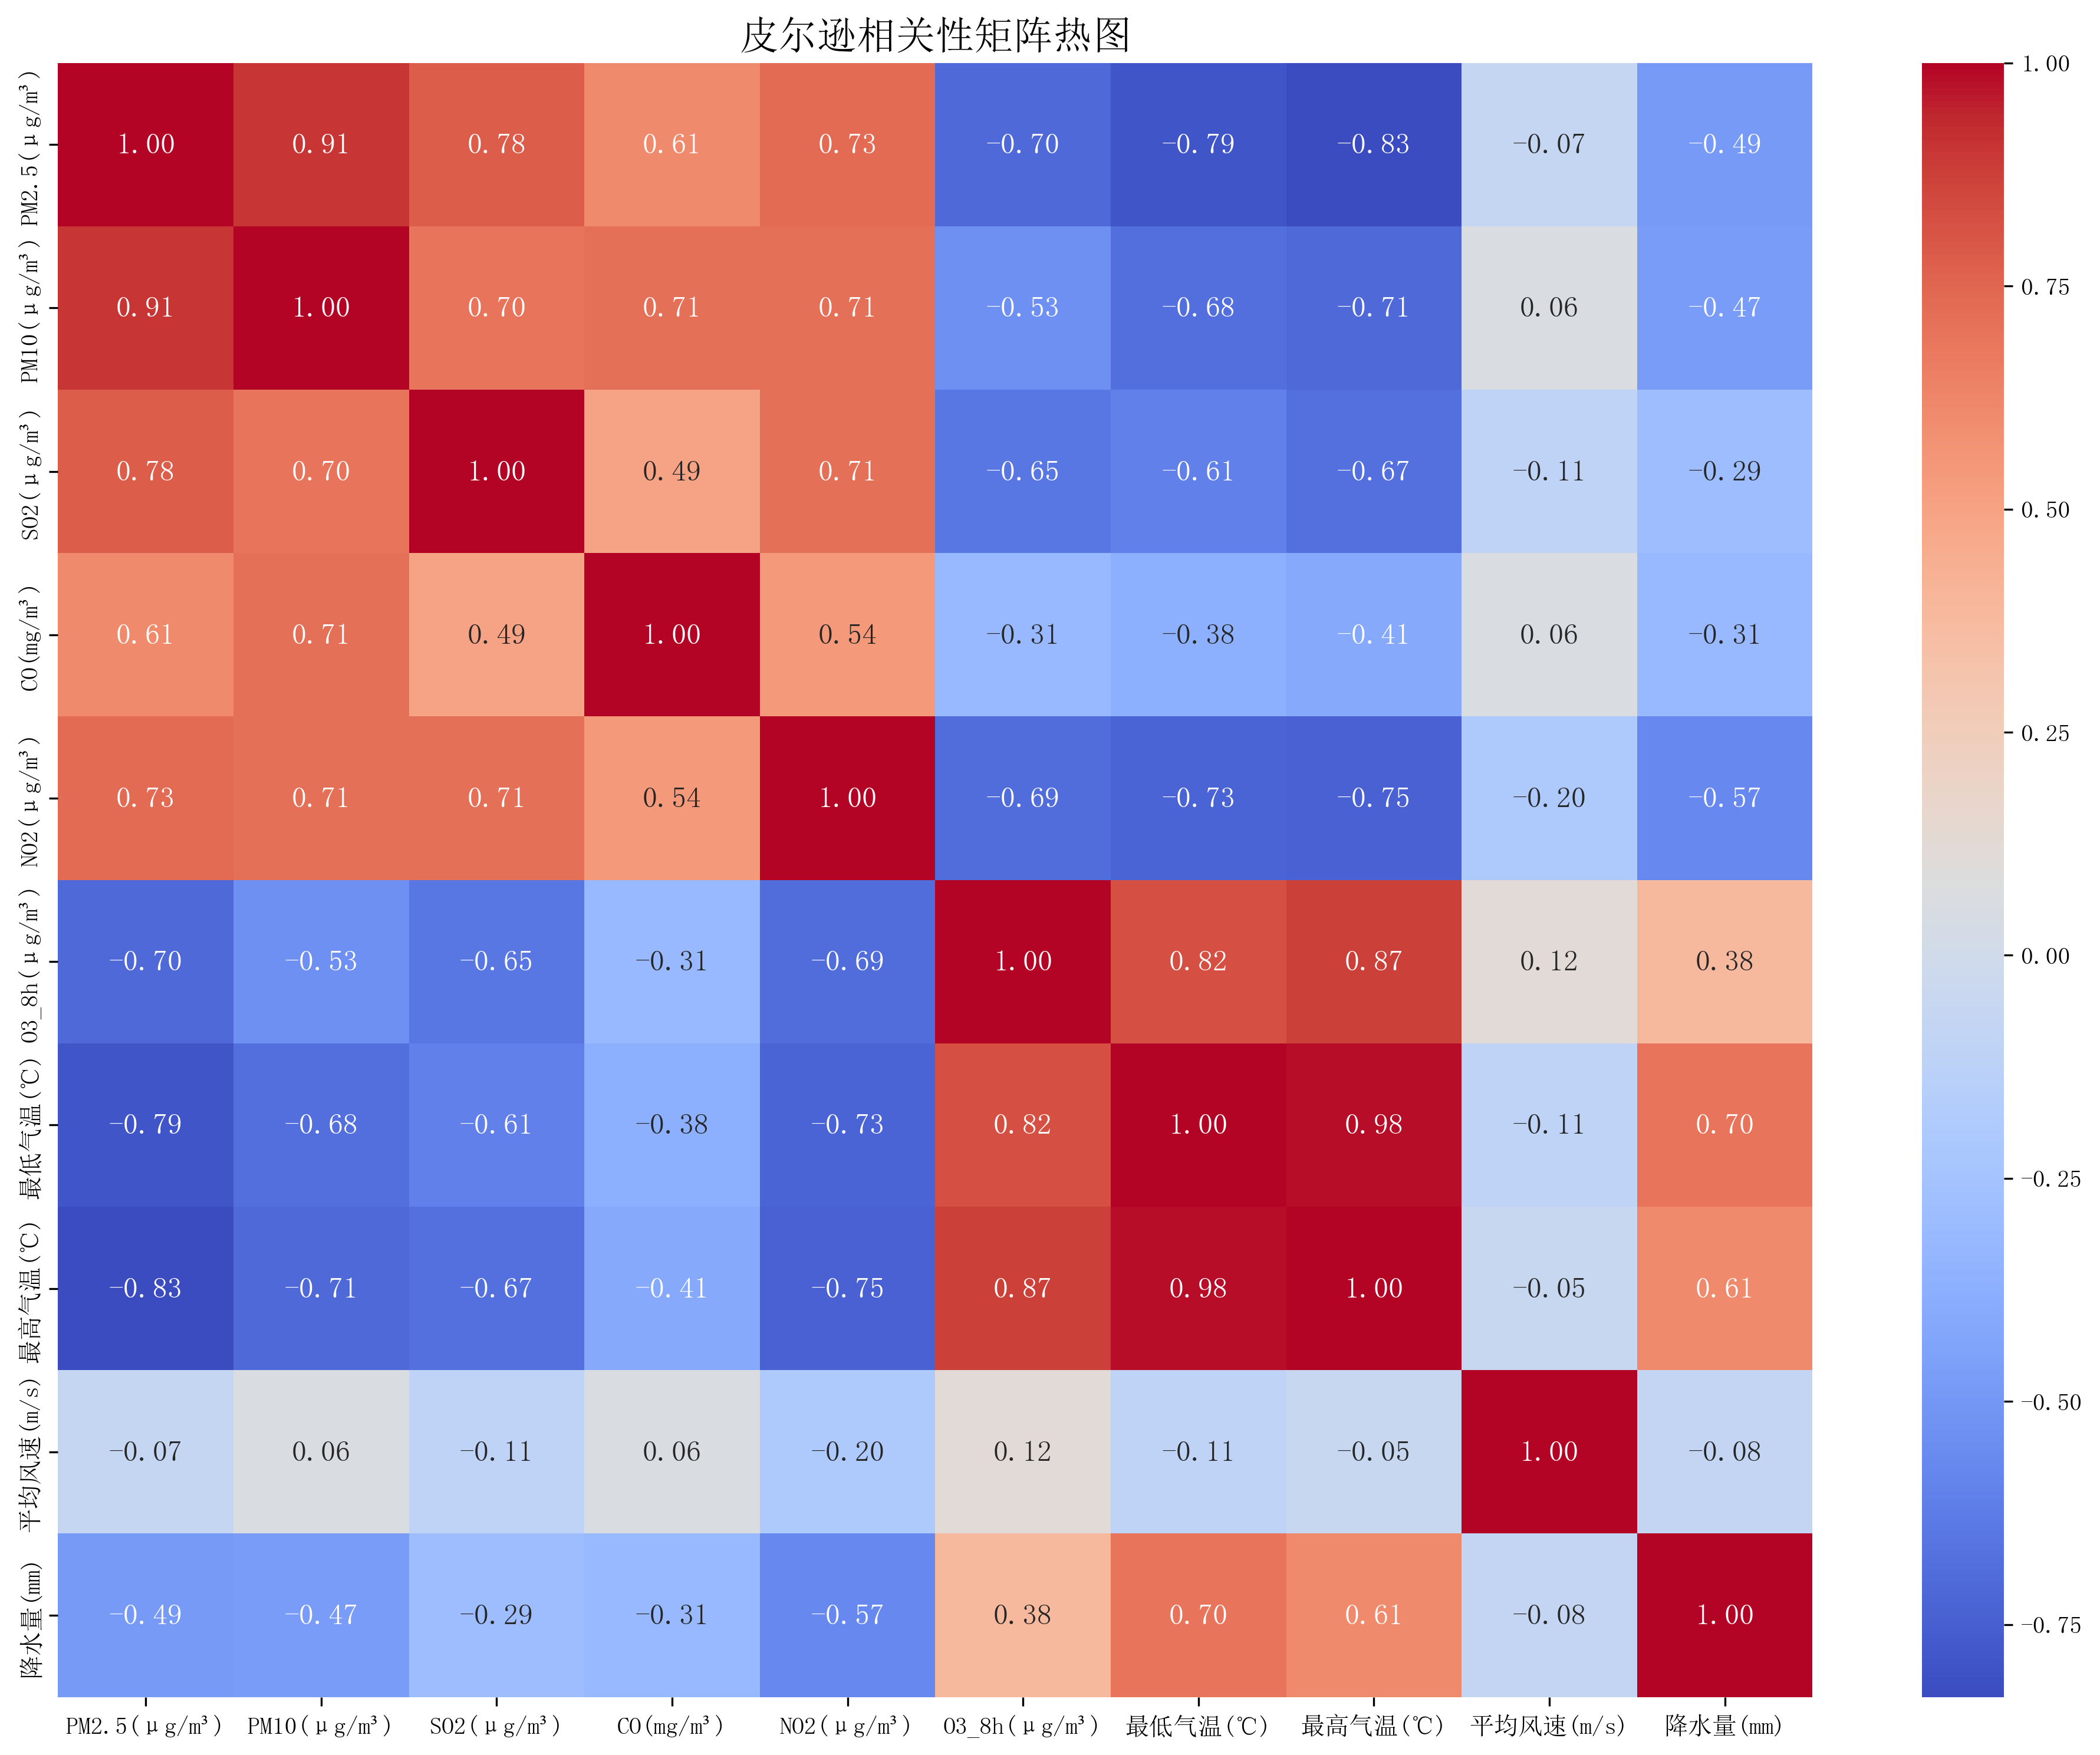 皮尔逊相关性矩阵热图
PM2.5(μg/m³) 1.00 0.91 0.78 0.61 0.73 -0.70 -0.79 -0.83 -0.07 -0.49
PM10(μg/m³) 0.91 1.00 0.70 0.71 0.71 -0.53 -0.68 -0.71 0.06 -0.47
SO2(μg/m³) 0.78 0.70 1.00 0.49 0.71 -0.65 -0.61 -0.67 -0.11 -0.29
CO(mg/m³) 0.61 0.71 0.49 1.00 0.54 -0.31 -0.38 -0.41 0.06 -0.31
NO2(μg/m³) 0.73 0.71 0.71 0.54 1.00 -0.69 -0.73 -0.75 -0.20 -0.57
O3_8h(μg/m³) -0.70 -0.53 -0.65 -0.31 -0.69 1.00 0.82 0.87 0.12 0.38
最低气温(℃) -0.79 -0.68 -0.61 -0.38 -0.73 0.82 1.00 0.98 -0.11 0.70
最高气温(℃) -0.83 -0.71 -0.67 -0.41 -0.75 0.87 0.98 1.00 -0.05 0.61
平均风速(m/s) -0.07 0.06 -0.11 0.06 -0.20 0.12 -0.11 -0.05 1.00 -0.08
降水量(mm) -0.49 -0.47 -0.29 -0.31 -0.57 0.38 0.70 0.61 -0.08 1.00
PM2.5(μg/m³) PM10(μg/m³) SO2(μg/m³) CO(mg/m³) NO2(μg/m³) O3_8h(μg/m³) 最低气温(℃) 最高气温(℃) 平均风速(m/s) 降水量(mm)
1.00
0.75
0.50
0.25
0.00
-0.25
-0.50
-0.75